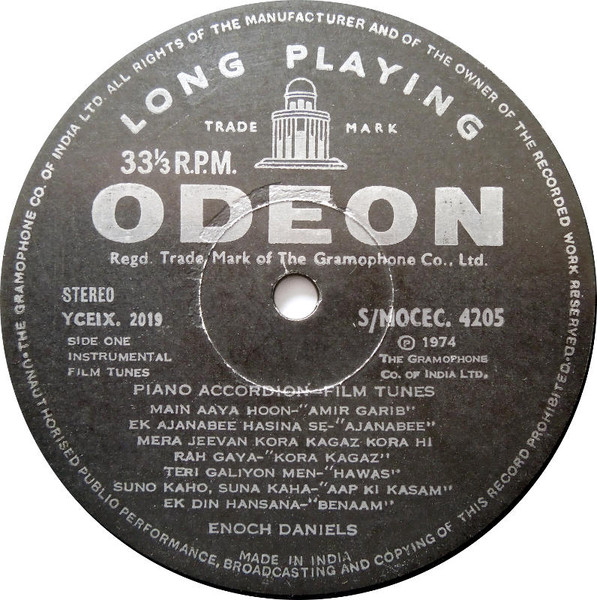 UNAUTHORISED PUBLIC PERFORMANCE, BROADCASTING AND COPYING OF THIS RECORD PROHIBITED. ALL RIGHTS OF THE MANUFACTURER AND OF THE OWNER OF THE RECORDED WORK RESERVED.
THE GRAMOPHONE CO. OF INDIA LTD.
LONG PLAYING
TRADE MARK
33⅓ R.P.M.
ODEON
Regd. Trade Mark of The Gramophone Co., Ltd.
STEREO
YCEIX. 2019
S/MOCEC. 4205
SIDE ONE
INSTRUMENTAL
FILM TUNES
℗ 1974
THE GRAMOPHONE
CO. OF INDIA LTD.
PIANO ACCORDION-FILM TUNES
MAIN AAYA HOON-"AMIR GARIB"
EK AJANABEE HASINA SE-"AJANABEE"
MERA JEEVAN KORA KAGAZ KORA HI
RAH GAYA-"KORA KAGAZ"
TERI GALIYON MEN-"HAWAS"
SUNO KAHO, SUNA KAHA-"AAP KI KASAM"
EK DIN HANSANA-"BENAAM"
ENOCH DANIELS
MADE IN INDIA